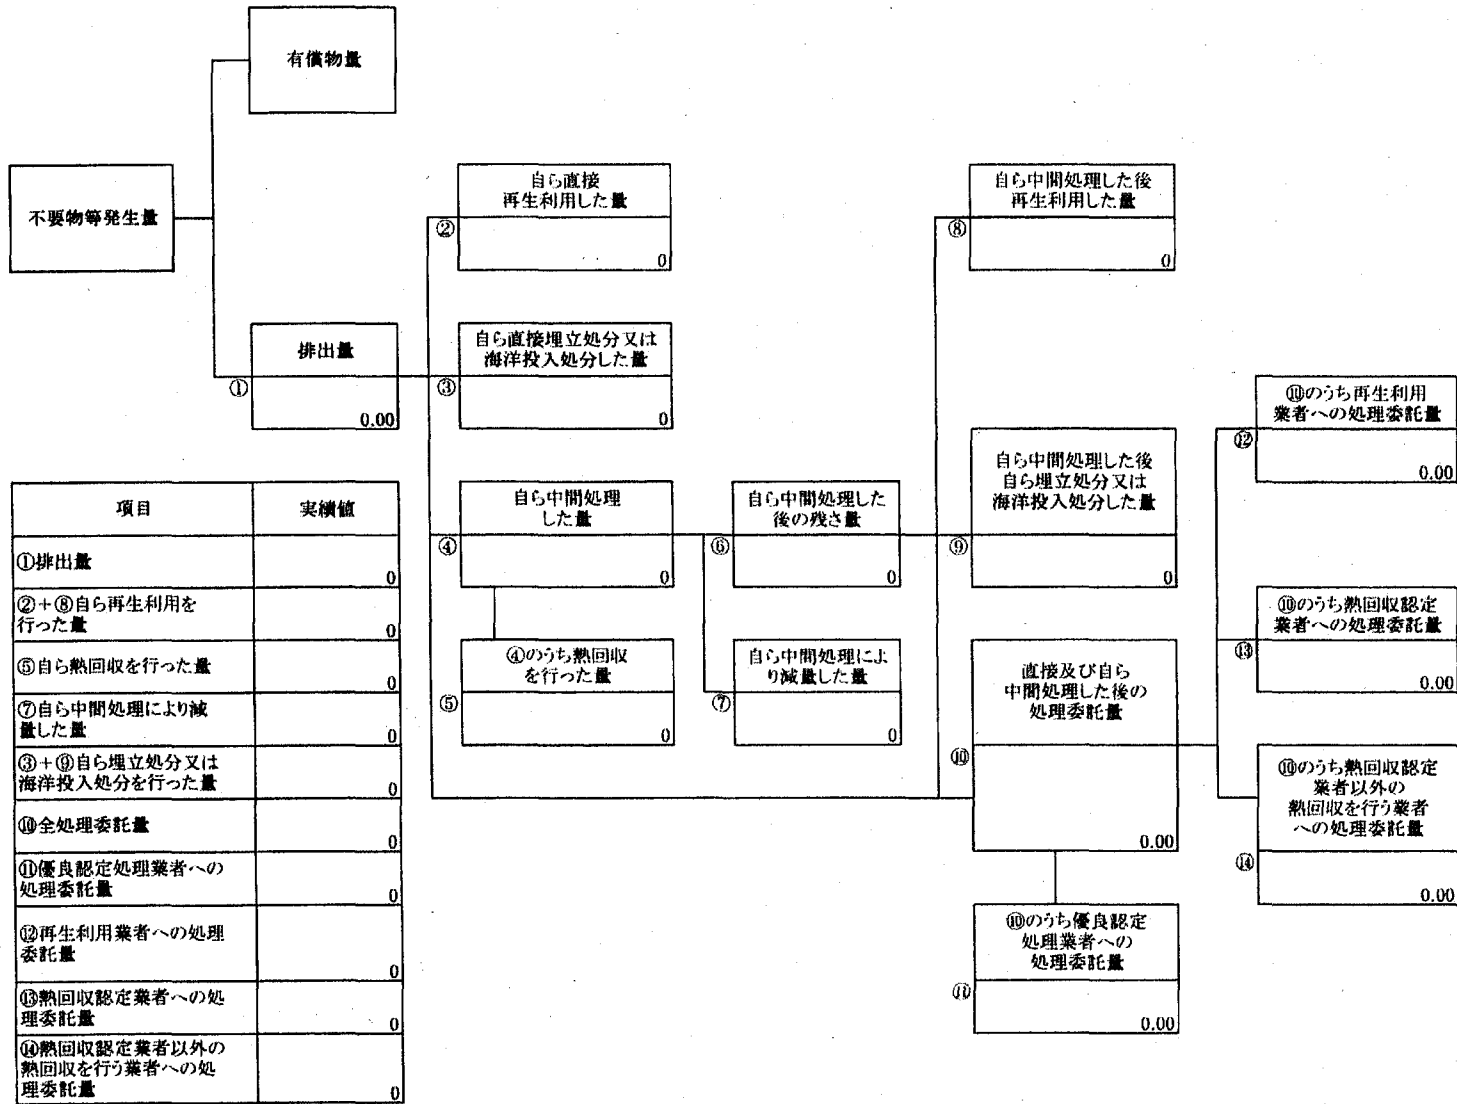 有償物量
不要物等発生量
排出量
①
0.00
自ら直接
再生利用した量
②
0
自ら直接埋立処分又は
海洋投入処分した量
③
0
自ら中間処理
した量
④
0
④のうち熱回収
を行った量
⑤
0
自ら中間処理した
後の残さ量
⑥
0
自ら中間処理によ
り減量した量
⑦
0
自ら中間処理した後
再生利用した量
⑧
0
自ら中間処理した後
自ら埋立処分又は
海洋投入処分した量
⑨
0
直接及び自ら
中間処理した後の
処理委託量
⑩
0.00
⑩のうち優良認定
処理業者への
処理委託量
⑪
0.00
⑩のうち再生利用
業者への処理委託量
⑫
0.00
⑩のうち熱回収認定
業者への処理委託量
⑬
0.00
⑩のうち熱回収認定
業者以外の
熱回収を行う業者
への処理委託量
⑭
0.00
項目 実績値
①排出量
0
②+⑧自ら再生利用を
行った量
0
⑤自ら熱回収を行った量
0
⑦自ら中間処理により減
量した量
0
③+⑨自ら埋立処分又は
海洋投入処分を行った量
0
⑩全処理委託量
0
⑪優良認定処理業者への
処理委託量
0
⑫再生利用業者への処理
委託量
0
⑬熱回収認定業者への処
理委託量
0
⑭熱回収認定業者以外の
熱回収を行う業者への処
理委託量
0